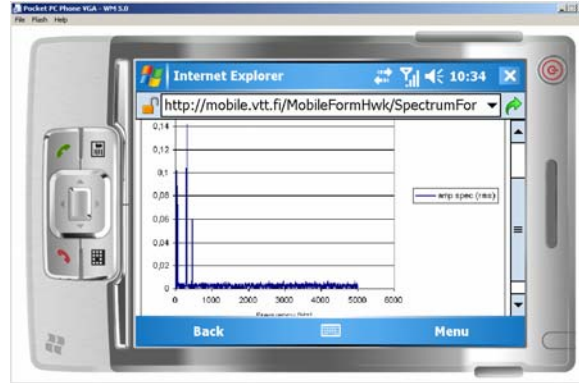 Pocket PC Phone VGA - WM 5.0
File Flash Help
Internet Explorer 10:34
http://mobile.vtt.fi/MobileFormHwk/SpectrumFor
0,14
0,12
0,1
0,08
0,06
0,04
0,02
0
amp spec (rms)
0 1000 2000 3000 4000 5000 6000
Back Menu